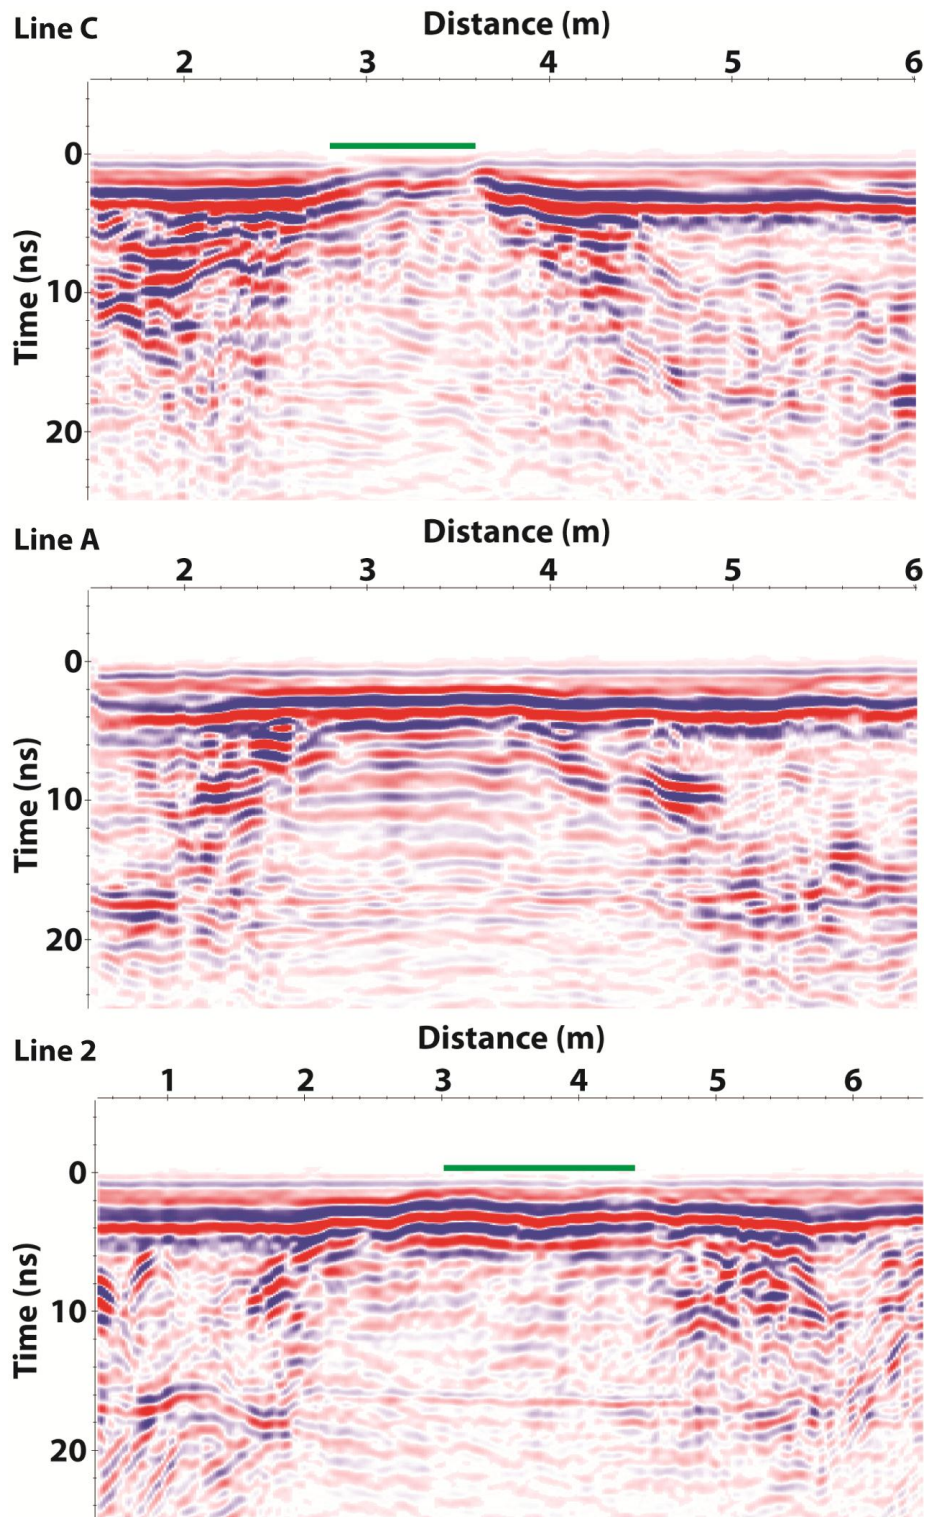 Line C
Distance (m)
2 3 4 5 6
0
10
20
Time (ns)
Line A
Distance (m)
2 3 4 5 6
0
10
20
Time (ns)
Line 2
Distance (m)
1 2 3 4 5 6
0
10
20
Time (ns)